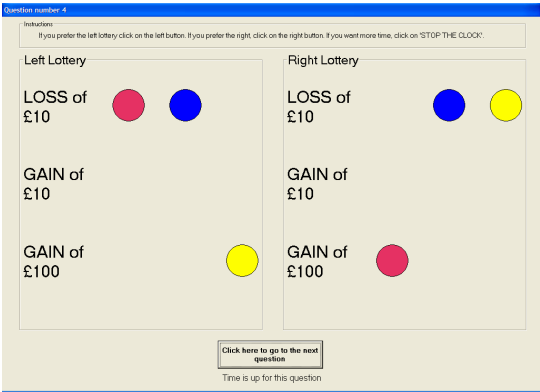 Question number 4
Instructions
If you prefer the left lottery click on the left button. If you prefer the right, click on the right button. If you want more time, click on 'STOP THE CLOCK'.
Left Lottery
LOSS of
£10
GAIN of
£10
GAIN of
£100
Right Lottery
LOSS of
£10
GAIN of
£10
GAIN of
£100
Click here to go to the next
question
Time is up for this question